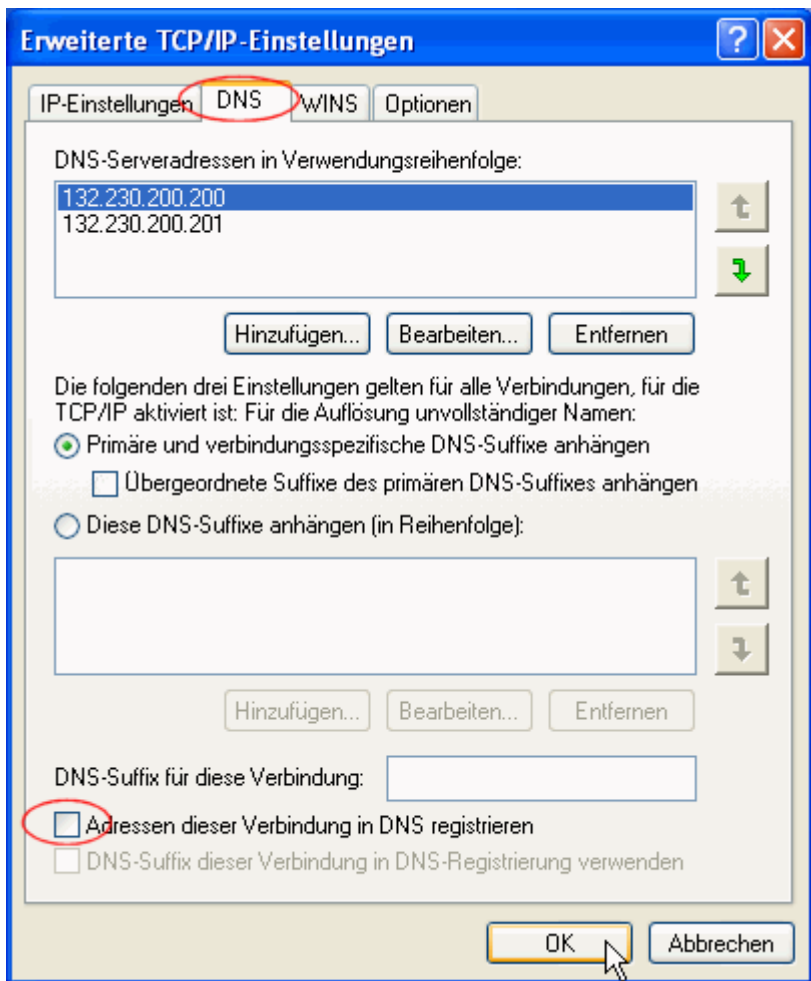 Erweiterte TCP/IP-Einstellungen
IP-Einstellungen DNS WINS Optionen
DNS-Serveradressen in Verwendungsreihenfolge:
132.230.200.200
132.230.200.201
Hinzufügen... Bearbeiten... Entfernen
Die folgenden drei Einstellungen gelten für alle Verbindungen, für die
TCP/IP aktiviert ist: Für die Auflösung unvollständiger Namen:
Primäre und verbindungsspezifische DNS-Suffixe anhängen
Übergeordnete Suffixe des primären DNS-Suffixes anhängen
Diese DNS-Suffixe anhängen (in Reihenfolge):
Hinzufügen... Bearbeiten... Entfernen
DNS-Suffix für diese Verbindung:
Adressen dieser Verbindung in DNS registrieren
DNS-Suffix dieser Verbindung in DNS-Registrierung verwenden
OK Abbrechen